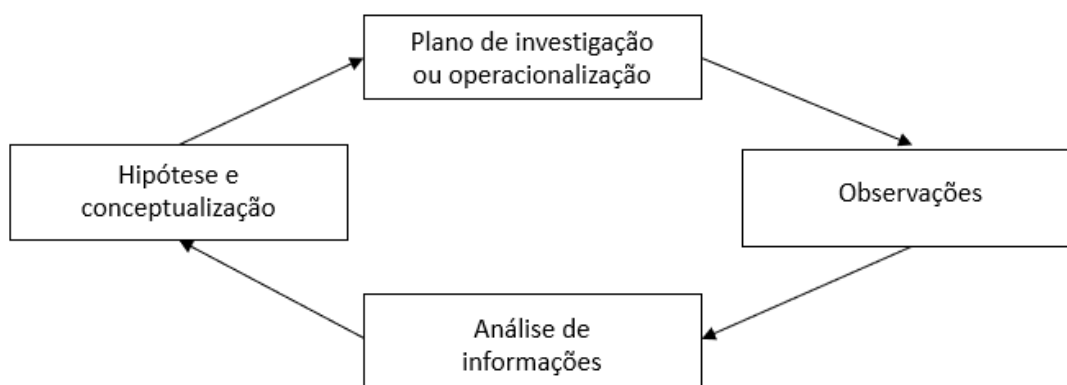 Plano de investigação
ou operacionalização
Hipótese e
conceptualização
Observações
Análise de
informações